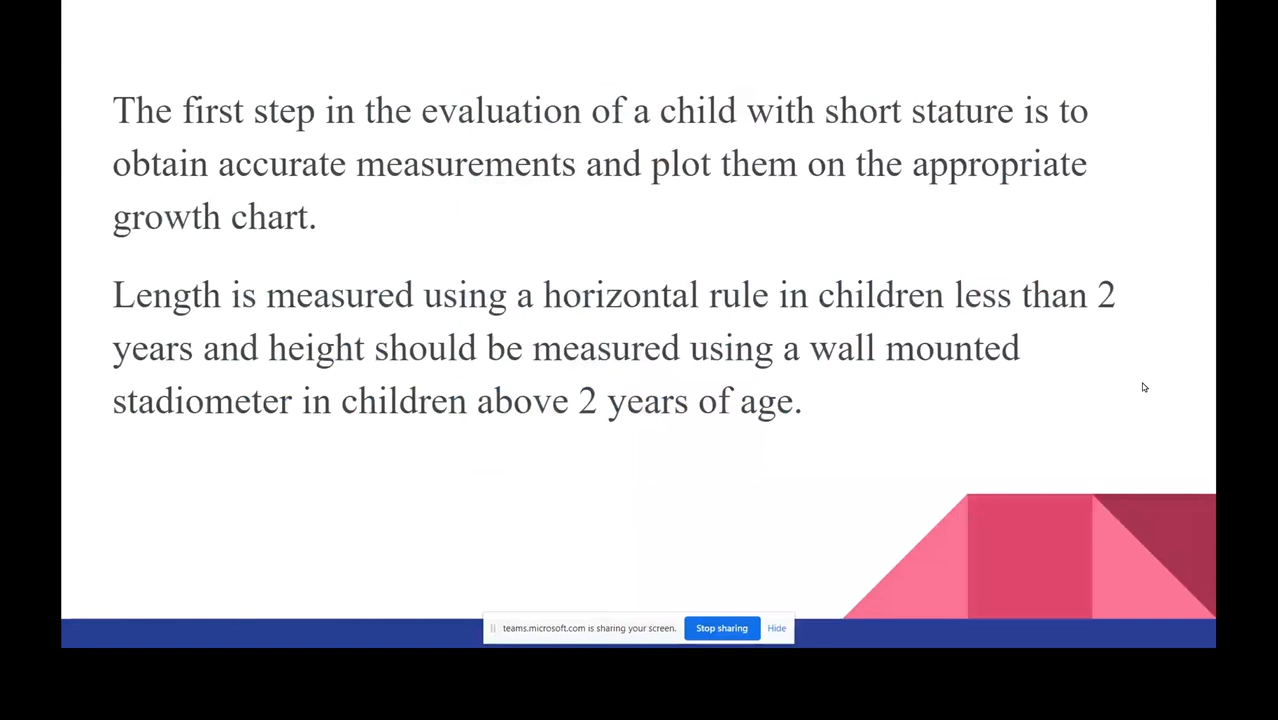 The first step in the evaluation of a child with short stature is to
obtain accurate measurements and plot them on the appropriate
growth chart.
Length is measured using a horizontal rule in children less than 2
years and height should be measured using a wall mounted
stadiometer in children above 2 years of age.
teams.microsoft.com is sharing your screen. Stop sharing Hide